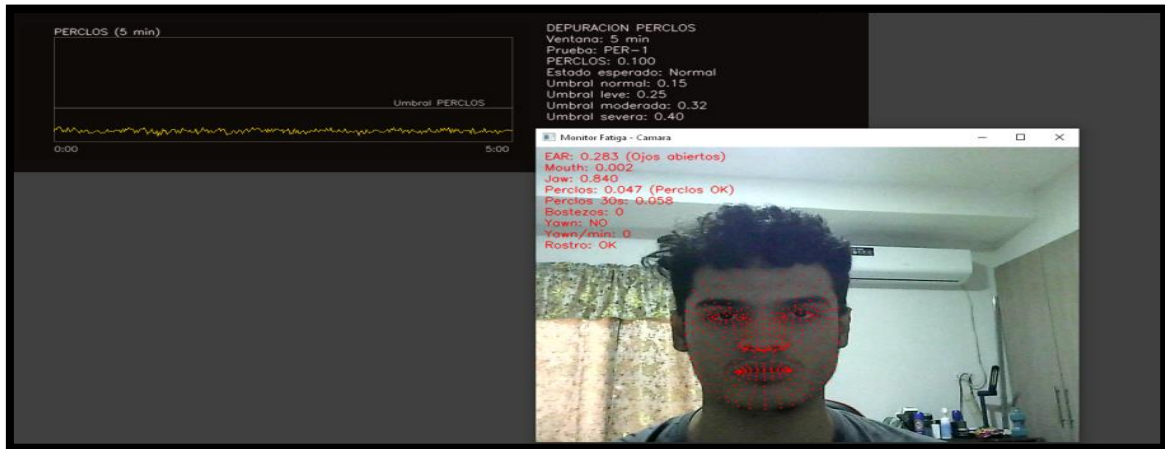 PERCLOS (5 min)
Umbral PERCLOS
0:00 5:00
DEPURACION PERCLOS
Ventana: 5 min
Prueba: PER-1
PERCLOS: 0.100
Estado esperado: Normal
Umbral normal: 0.15
Umbral leve: 0.25
Umbral moderada: 0.32
Umbral severa: 0.40
Monitor Fatiga - Camara
EAR: 0.283 (Ojos abiertos)
Mouth: 0.002
Jaw: 0.840
Perclos: 0.047 (Perclos OK)
Perclos 30s: 0.058
Bostezos: 0
Yawn: NO
Yawn/min: 0
Rostro: OK